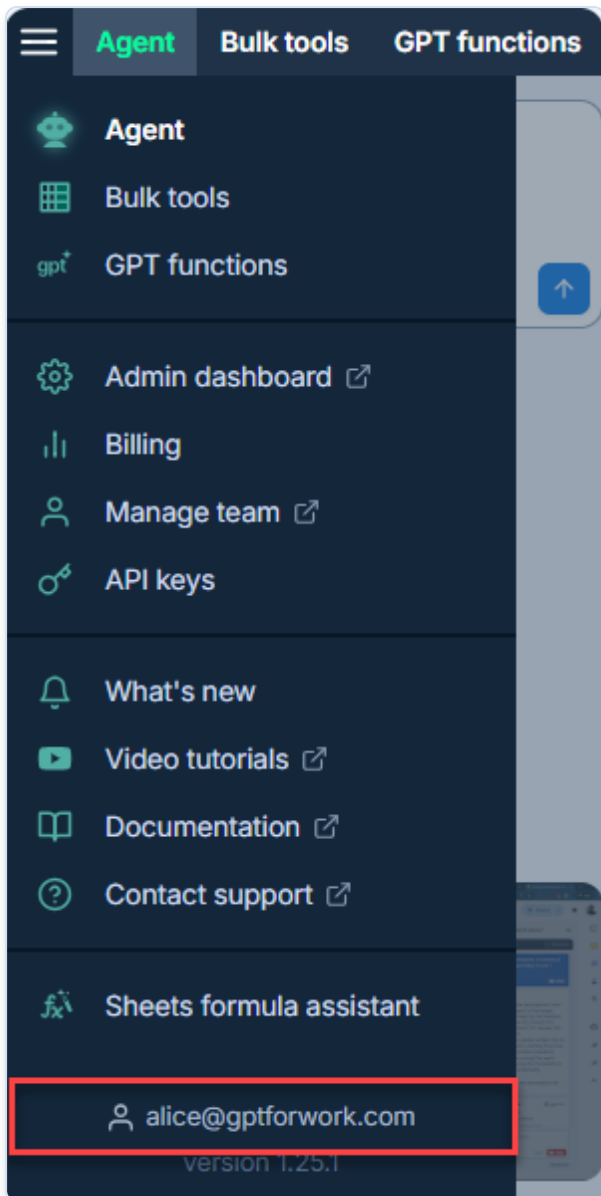 Agent Bulk tools GPT functions
Agent
Bulk tools
gpt GPT functions
Admin dashboard
Billing
Manage team
API keys
What's new
Video tutorials
Documentation
Contact support
fx Sheets formula assistant
alice@gptforwork.com
version 1.25.1